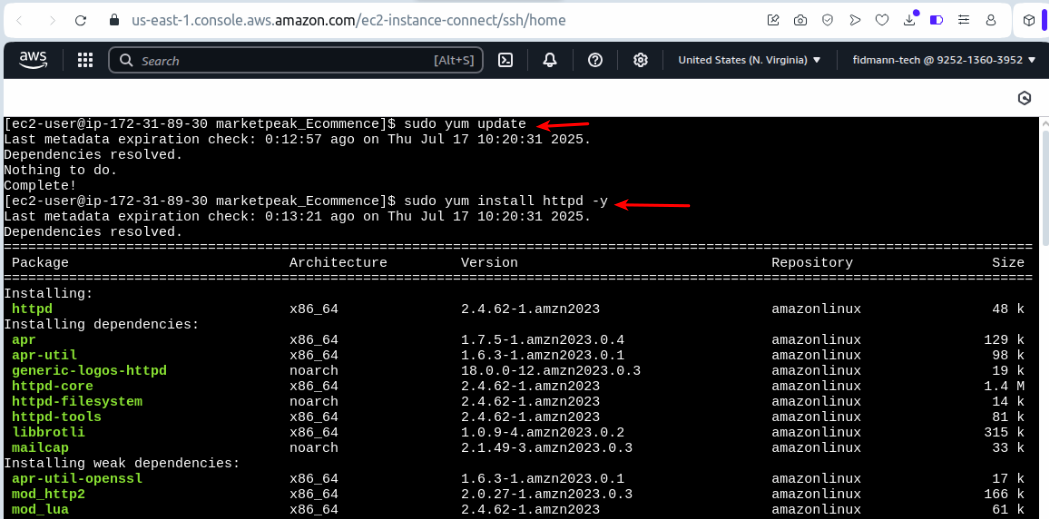 us-east-1.console.aws.amazon.com/ec2-instance-connect/ssh/home
aws Search [Alt+S] United States (N. Virginia) ▼ fidmann-tech @ 9252-1360-3952 ▼
[ec2-user@ip-172-31-89-30 marketpeak_Ecommence]$ sudo yum update
Last metadata expiration check: 0:12:57 ago on Thu Jul 17 10:20:31 2025.
Dependencies resolved.
Nothing to do.
Complete!
[ec2-user@ip-172-31-89-30 marketpeak_Ecommence]$ sudo yum install httpd -y
Last metadata expiration check: 0:13:21 ago on Thu Jul 17 10:20:31 2025.
Dependencies resolved.
Package Architecture Version Repository Size
Installing:
httpd x86_64 2.4.62-1.amzn2023 amazonlinux 48 k
Installing dependencies:
apr x86_64 1.7.5-1.amzn2023.0.4 amazonlinux 129 k
apr-util x86_64 1.6.3-1.amzn2023.0.1 amazonlinux 98 k
generic-logos-httpd noarch 18.0.0-12.amzn2023.0.3 amazonlinux 19 k
httpd-core x86_64 2.4.62-1.amzn2023 amazonlinux 1.4 M
httpd-filesystem noarch 2.4.62-1.amzn2023 amazonlinux 14 k
httpd-tools x86_64 2.4.62-1.amzn2023 amazonlinux 81 k
libbrotli x86_64 1.0.9-4.amzn2023.0.2 amazonlinux 315 k
mailcap noarch 2.1.49-3.amzn2023.0.3 amazonlinux 33 k
Installing weak dependencies:
apr-util-openssl x86_64 1.6.3-1.amzn2023.0.1 amazonlinux 17 k
mod_http2 x86_64 2.0.27-1.amzn2023.0.3 amazonlinux 166 k
mod_lua x86_64 2.4.62-1.amzn2023 amazonlinux 61 k